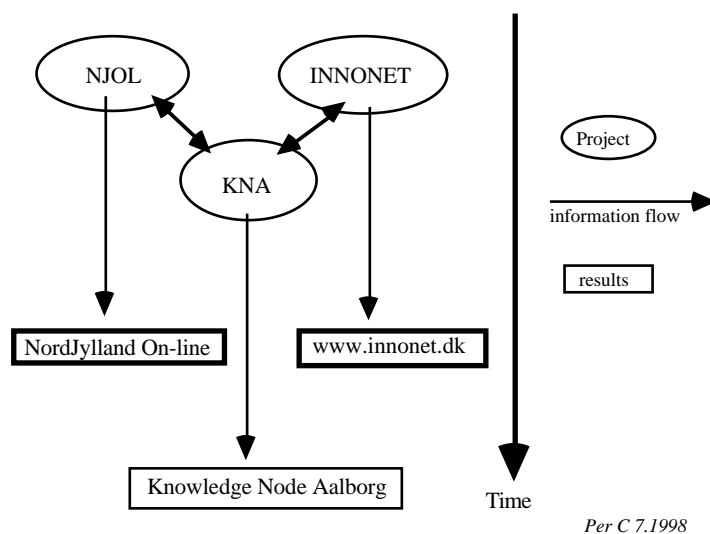 NJOL
INNONET
KNA
Project
information flow
results
NordJylland On-line
www.innonet.dk
Knowledge Node Aalborg
Time
Per C 7.1998